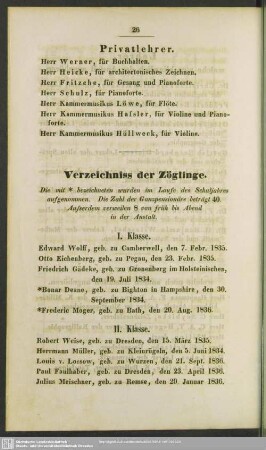 28
Privatlehrer.
Herr Werner, für Buchhalten.
Herr Heicke, für architectonisches Zeichnen.
Herr Fritzsche, für Gesang und Pianoforte.
Herr Schulz, für Pianoforte.
Herr Kammermusikus Löwe, für Flöte.
Herr Kammermusikus Hafeler, für Violine und Piano-
forte.
Herr Kammermusikus Hüllweck, für Violine.
Verzeichniss der Zöglinge.
Die mit * bezeichneten wurden im Laufe des Schuljahres
aufgenommen. Die Zahl der Ganzpensionäre beträgt 40.
Ausserdem verweilen 8 von früh bis Abend
in der Anstalt.
I. Klasse.
Edward Wolff, geb. zu Camberwell, den 7. Febr. 1835.
Otto Eichenberg, geb. zu Pegau, den 23. Febr. 1835.
Friedrich Gädeke, geb. zu Gronenberg im Holsteinischen,
den 19. Juli 1834.
*Banar Dezau, geb. zu Highton in Hampshire, den 30.
September 1834.
*Frederic Moger, geb. zu Bath, den 20. Aug. 1836.
II. Klasse.
Robert Weise, geb. zu Dresden, den 15. März 1835.
Herrmann Müller, geb. zu Kleinrügeln, den 5. Juni 1834.
Louis v. Lossow, geb. zu Wurzen, den 21. Sept. 1836.
Paul Faulhaber, geb. zu Dresden, den 23. April 1836.
Julius Meischner, geb. zu Remse, den 29. Januar 1836.